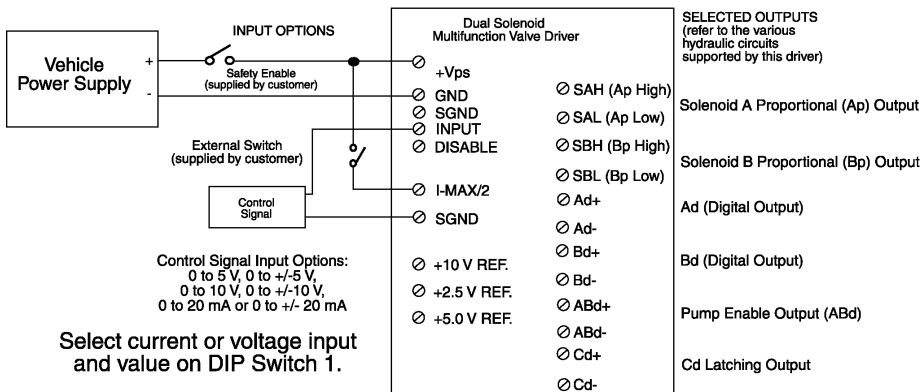 INPUT OPTIONS
Vehicle
Power Supply
+
-
Safety Enable
(supplied by customer)
External Switch
(supplied by customer)
Control
Signal
Control Signal Input Options:
0 to 5 V, 0 to +/-5 V,
0 to 10 V, 0 to +/-10 V,
0 to 20 mA or 0 to +/- 20 mA
Select current or voltage input
and value on DIP Switch 1.
Dual Solenoid
Multifunction Valve Driver
+Vps
GND
SGND
INPUT
DISABLE
I-MAX/2
SGND
+10 V REF.
+2.5 V REF.
+5.0 V REF.
SAH (Ap High)
SAL (Ap Low)
SBH (Bp High)
SBL (Bp Low)
Ad+
Ad-
Bd+
Bd-
ABd+
ABd-
Cd+
Cd-
SELECTED OUTPUTS
(refer to the various
hydraulic circuits
supported by this driver)
Solenoid A Proportional (Ap) Output
Solenoid B Proportional (Bp) Output
Ad (Digital Output)
Bd (Digital Output)
Pump Enable Output (ABd)
Cd Latching Output